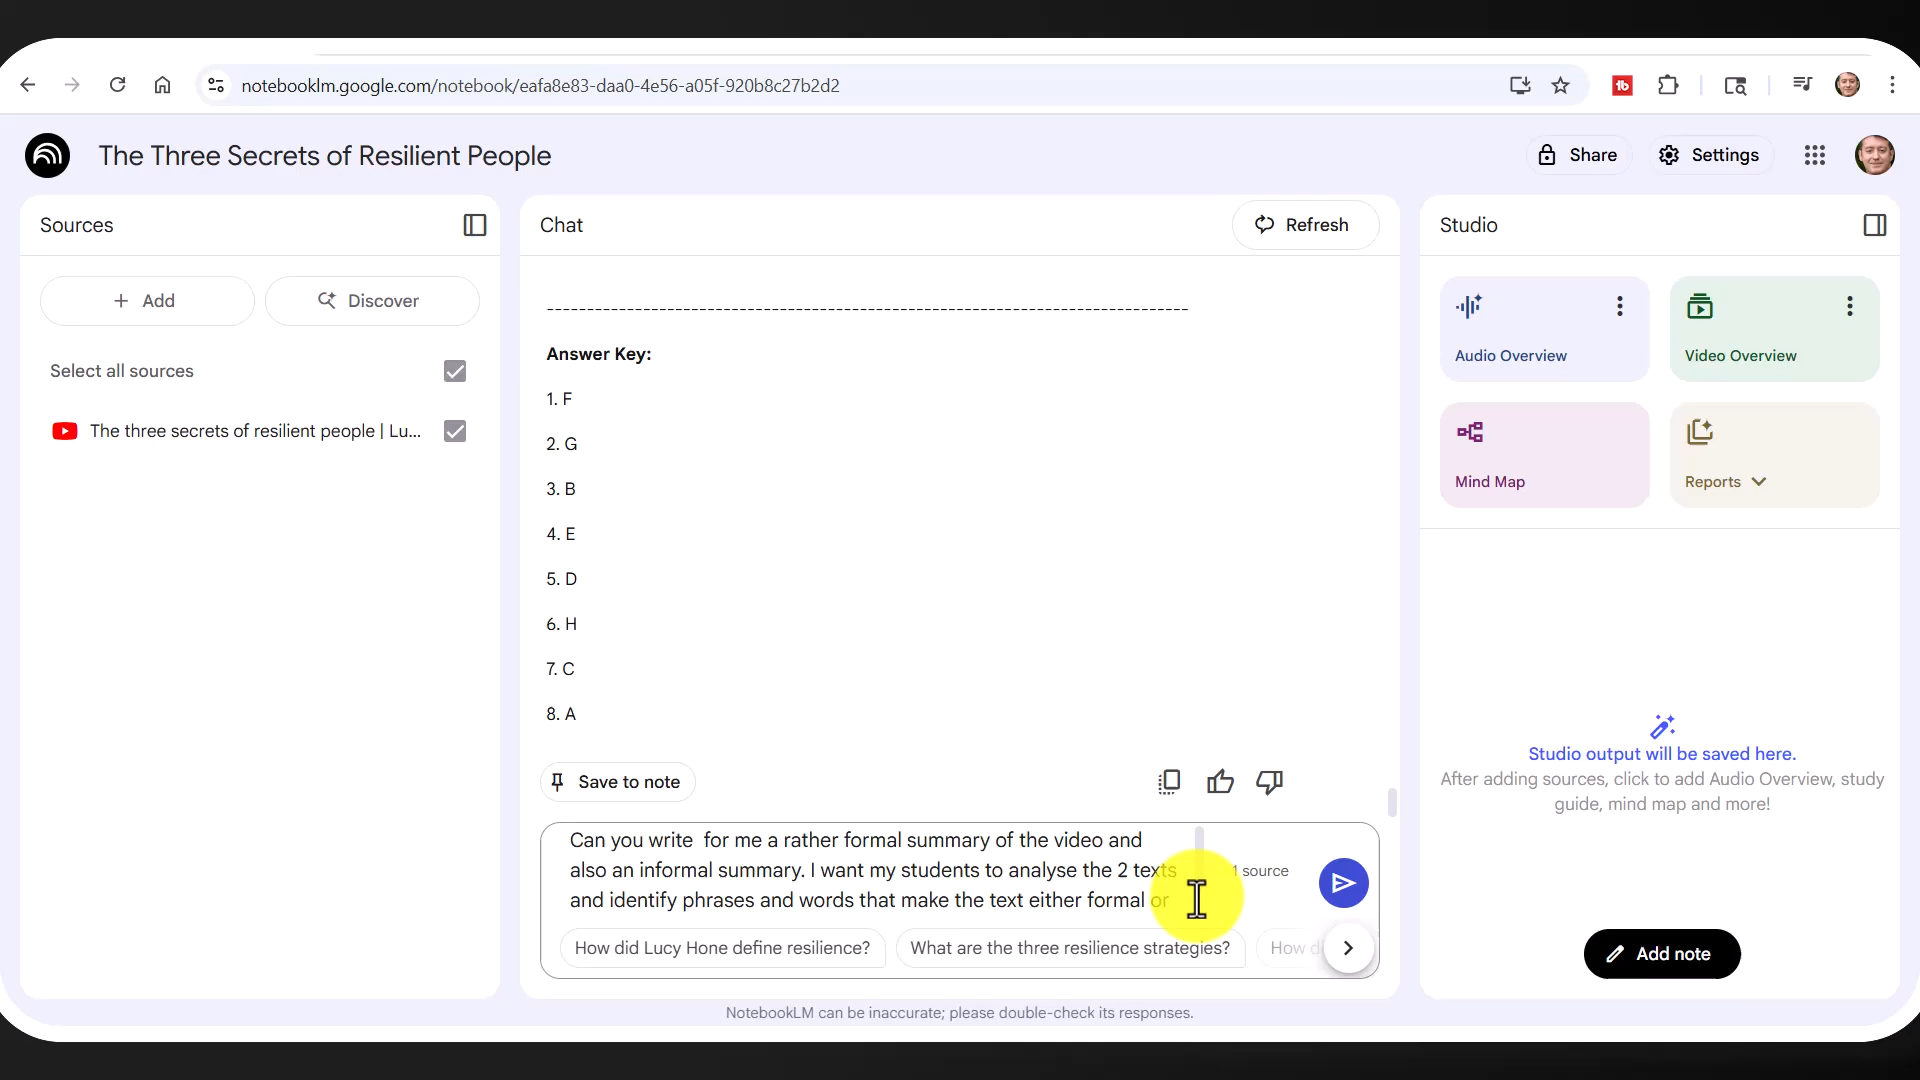 notebooklm.google.com/notebook/eafa8e83-daa0-4e56-a05f-920b8c27b2d2
The Three Secrets of Resilient People
Share
Settings
Sources
Chat
Refresh
Studio
Add
Discover
Select all sources
The three secrets of resilient people | Lu...
--------------------------------------------------------------------------------
Answer Key:
1. F
2. G
3. B
4. E
5. D
6. H
7. C
8. A
Save to note
Can you write  for me a rather formal summary of the video and
also an informal summary. I want my students to analyse the 2 texts
and identify phrases and words that make the text either formal or
1 source
How did Lucy Hone define resilience?
What are the three resilience strategies?
How d
Audio Overview
Video Overview
Mind Map
Reports
Studio output will be saved here.
After adding sources, click to add Audio Overview, study
guide, mind map and more!
Add note
NotebookLM can be inaccurate; please double-check its responses.